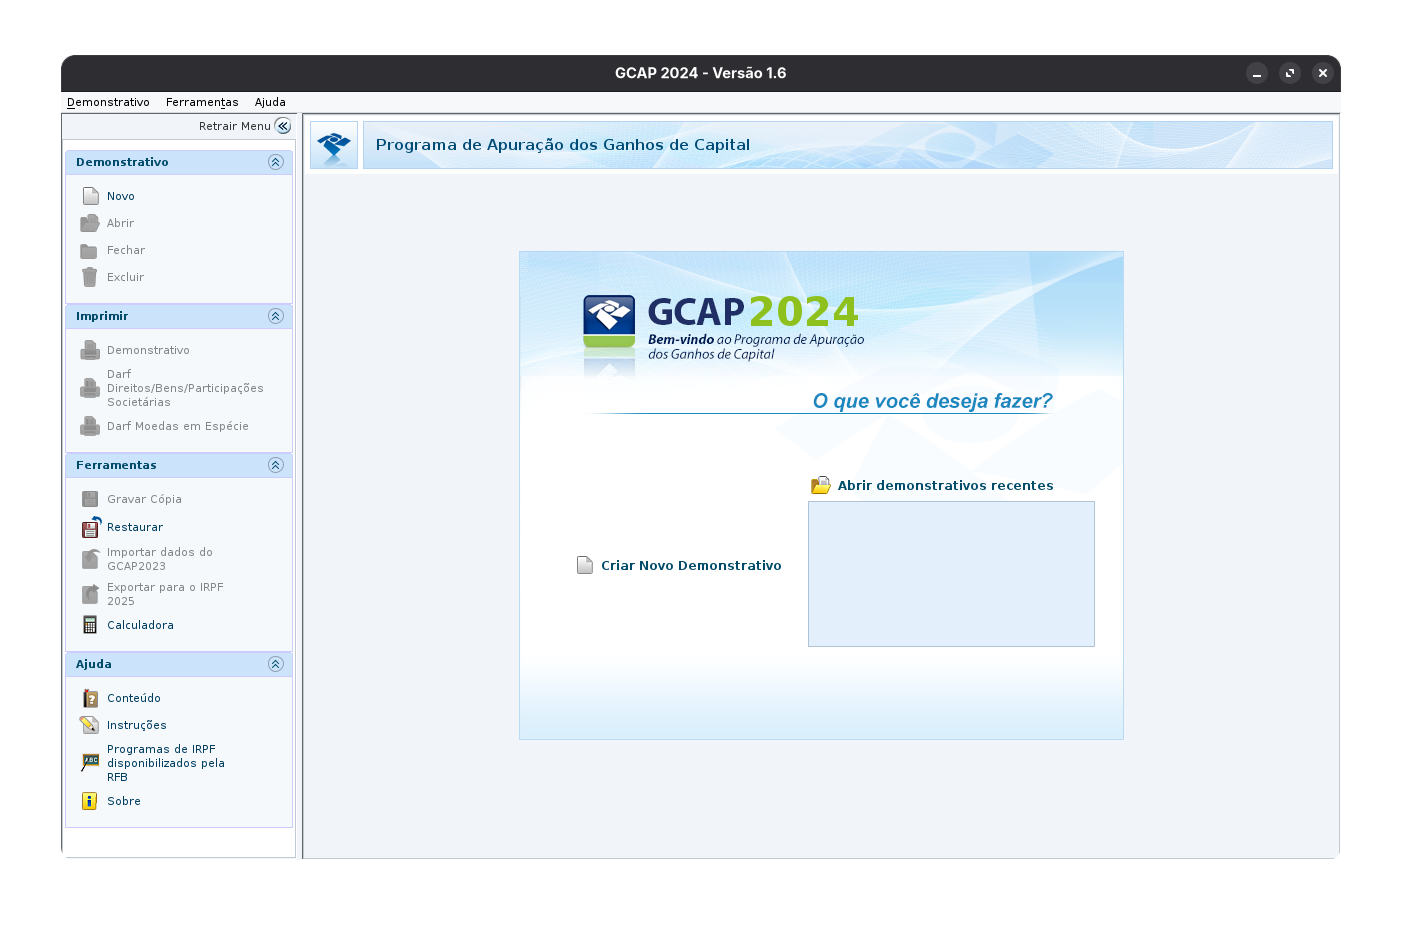 GCAP 2024 - Versão 1.6
Demonstrativo Ferramentas Ajuda
Retrair Menu
Demonstrativo
Novo
Abrir
Fechar
Excluir
Imprimir
Demonstrativo
Darf
Direitos/Bens/Participações
Societárias
Darf Moedas em Espécie
Ferramentas
Gravar Cópia
Restaurar
Importar dados do
GCAP2023
Exportar para o IRPF
2025
Calculadora
Ajuda
Conteúdo
Instruções
ABC
Programas de IRPF
disponibilizados pela
RFB
Sobre
Programa de Apuração dos Ganhos de Capital
GCAP 2024
Bem-vindo ao Programa de Apuração
dos Ganhos de Capital
O que você deseja fazer?
Abrir demonstrativos recentes
Criar Novo Demonstrativo